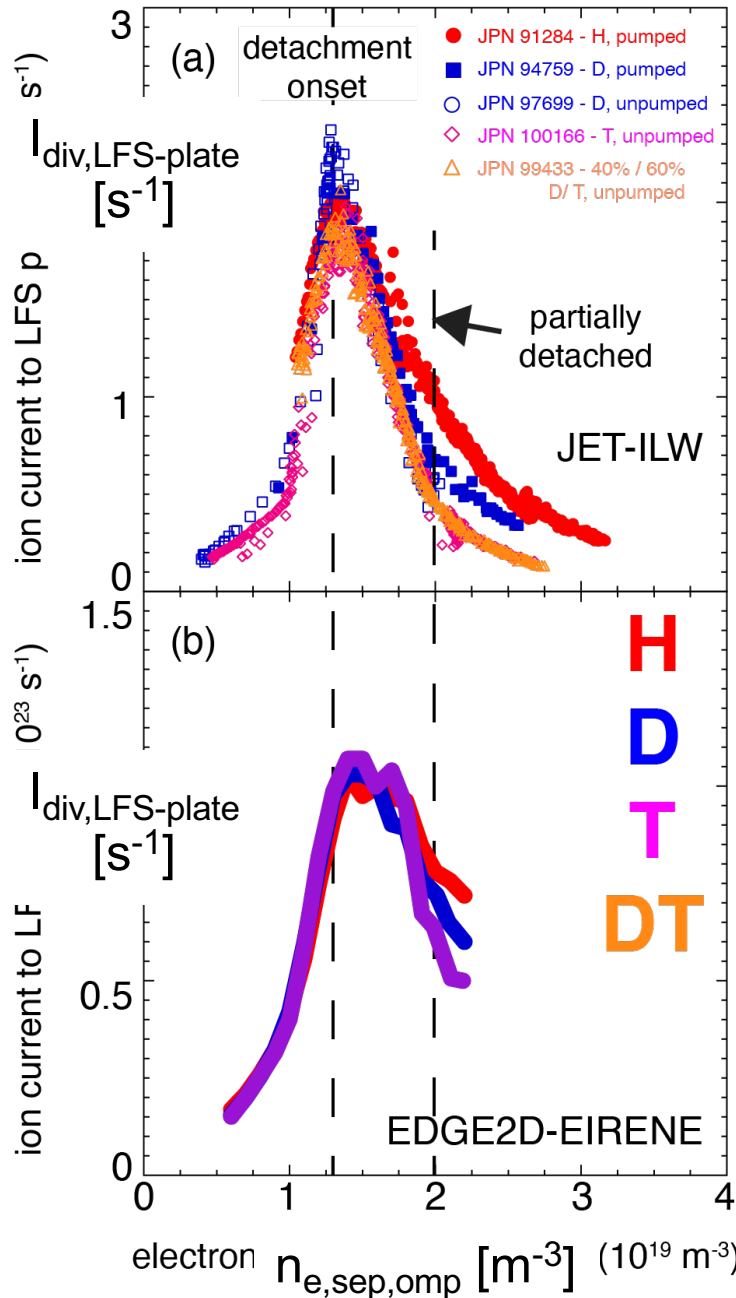 3
(a)
detachment
onset
JPN 91284 - H, pumped
JPN 94759 - D, pumped
JPN 97699 - D, unpumped
JPN 100166 - T, unpumped
JPN 99433 - 40% / 60%
D/ T, unpumped
s⁻¹)
I div,LFS-plate
[s⁻¹]
ion current to LFS p
partially
detached
1
JET-ILW
0
1.5
(b)
H
D
T
DT
0²³ s⁻¹)
I div,LFS-plate
[s⁻¹]
0.5
ion current to LF
EDGE2D-EIRENE
0
0 1 2 3 4
electron n e,sep,omp [m⁻³] (10¹⁹ m⁻³)